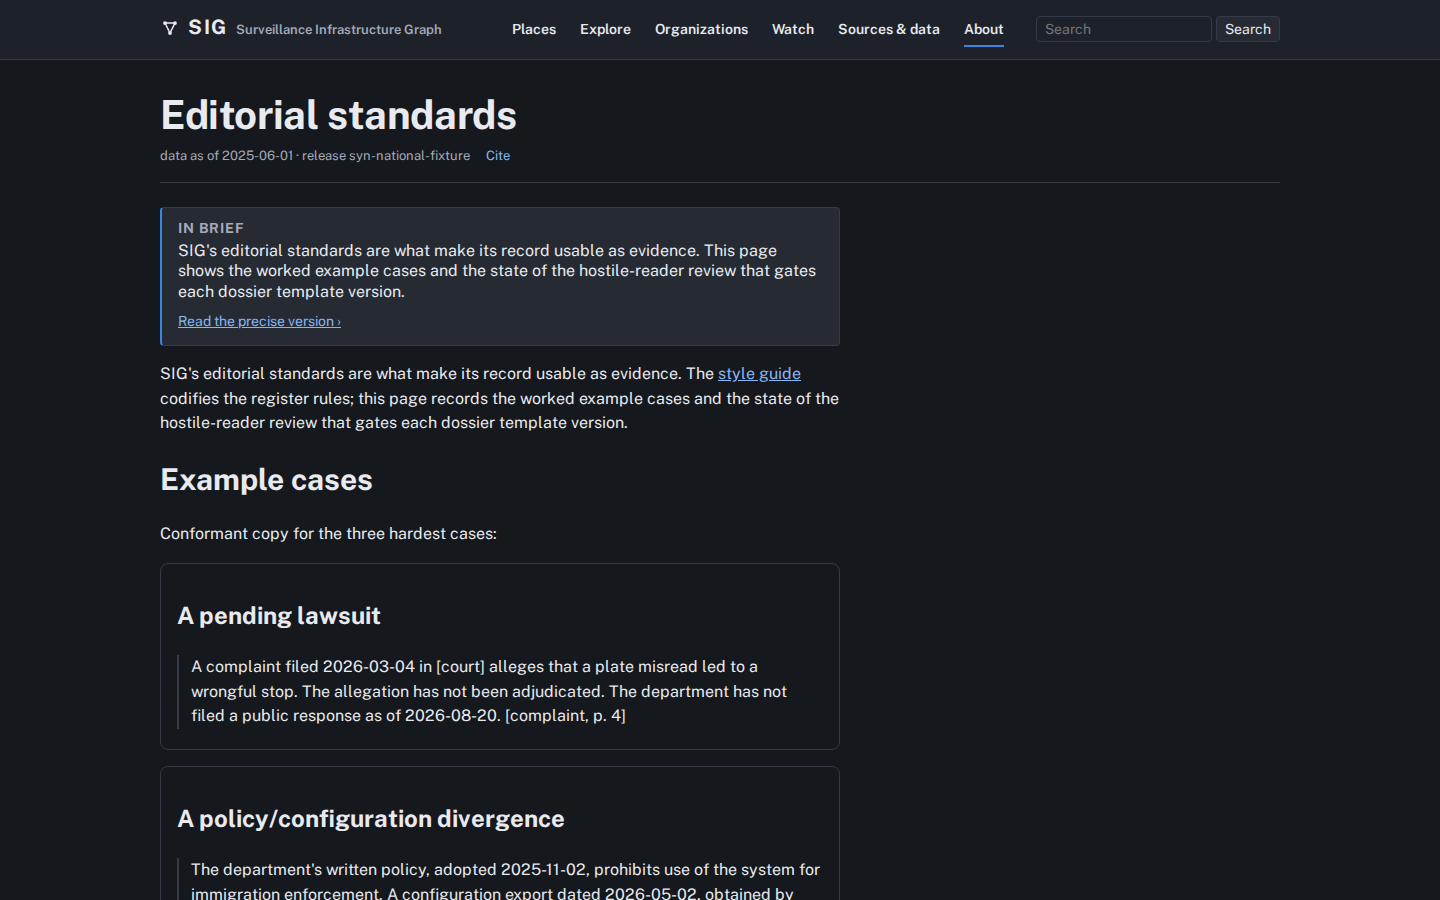 SIG Surveillance Infrastructure Graph Places Explore Organizations Watch Sources & data About Search Search
Editorial standards
data as of 2025-06-01 · release syn-national-fixture Cite
IN BRIEF
SIG's editorial standards are what make its record usable as evidence. This page
shows the worked example cases and the state of the hostile-reader review that gates
each dossier template version.
Read the precise version ›
SIG's editorial standards are what make its record usable as evidence. The style guide
codifies the register rules; this page records the worked example cases and the state of the
hostile-reader review that gates each dossier template version.
Example cases
Conformant copy for the three hardest cases:
A pending lawsuit
A complaint filed 2026-03-04 in [court] alleges that a plate misread led to a
wrongful stop. The allegation has not been adjudicated. The department has not
filed a public response as of 2026-08-20. [complaint, p. 4]
A policy/configuration divergence
The department's written policy, adopted 2025-11-02, prohibits use of the system for
immigration enforcement. A configuration export dated 2026-05-02, obtained by